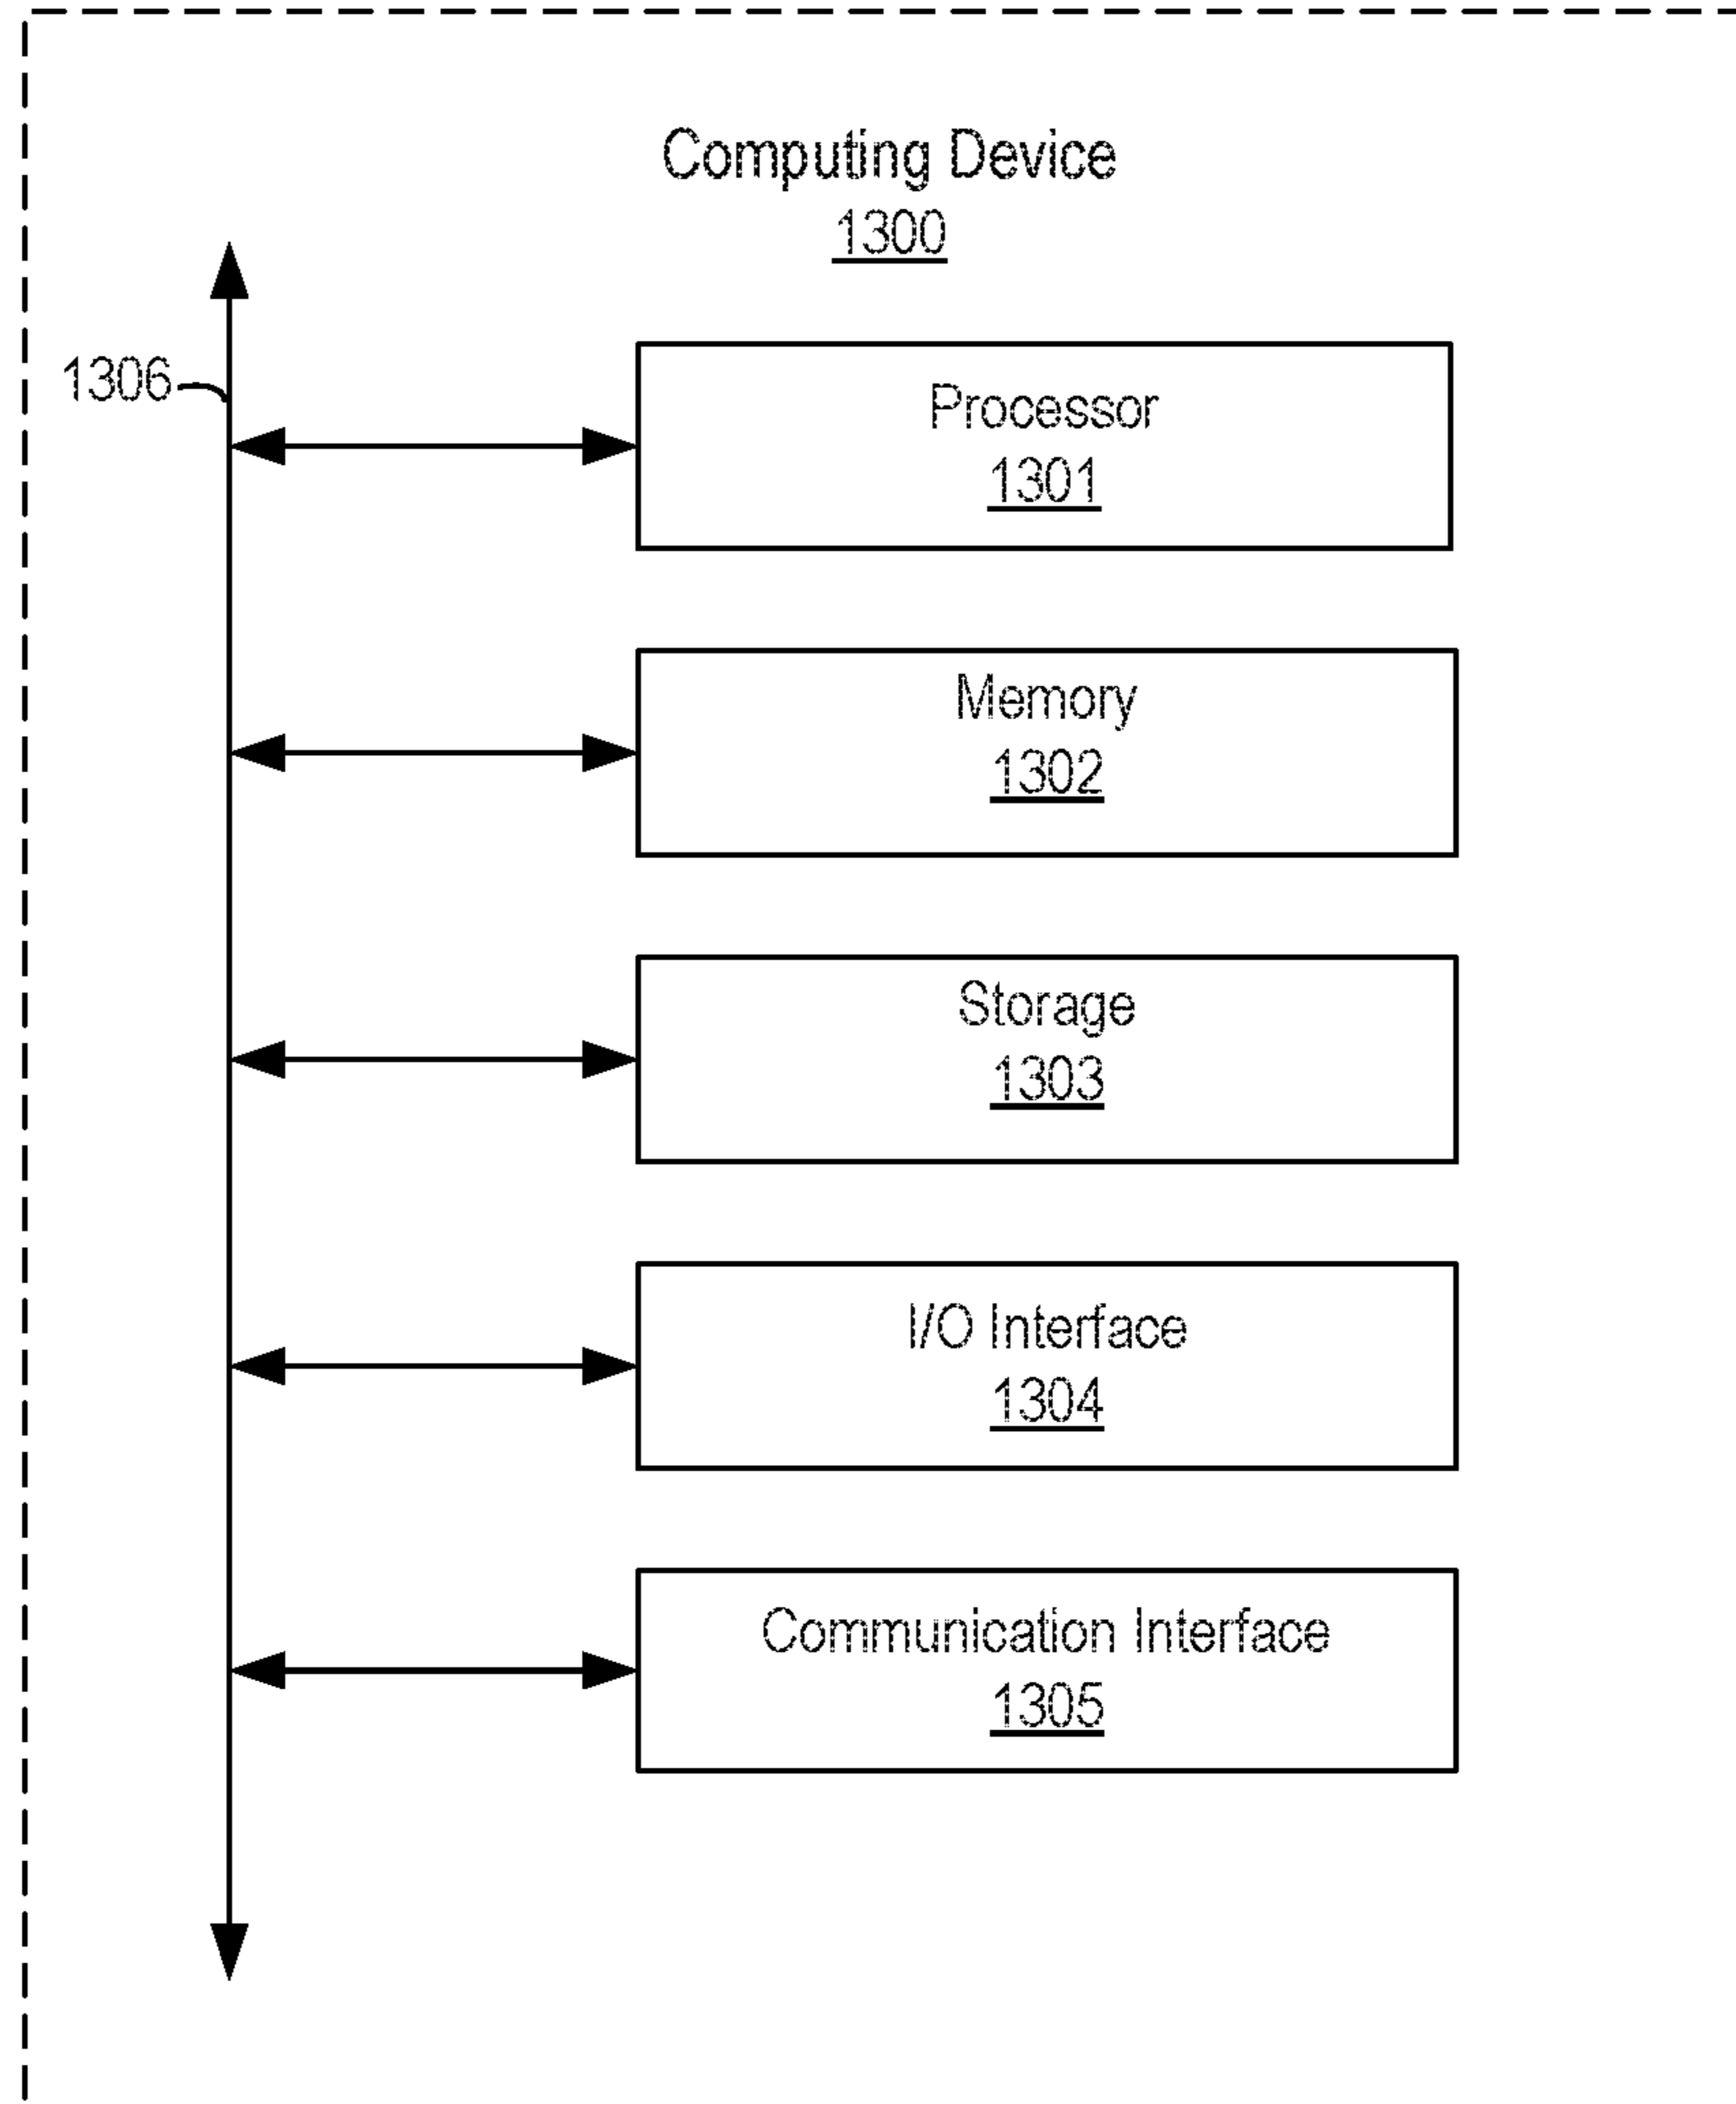 Computing Device
1300
1306
Processor
1301
Memory
1302
Storage
1303
I/O Interface
1304
Communication Interface
1305